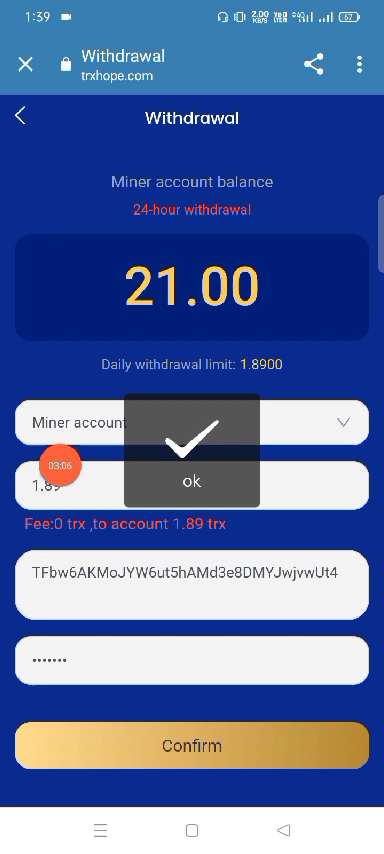 1:39
2.00 KB/S
67
Withdrawal
trxhope.com
Withdrawal
Miner account balance
24-hour withdrawal
21.00
Daily withdrawal limit: 1.8900
Miner account
1.89
03:06
ok
Fee:0 trx ,to account 1.89 trx
TFbw6AKMoJYW6ut5hAMd3e8DMYJwjvwUt4
•••••••
Confirm